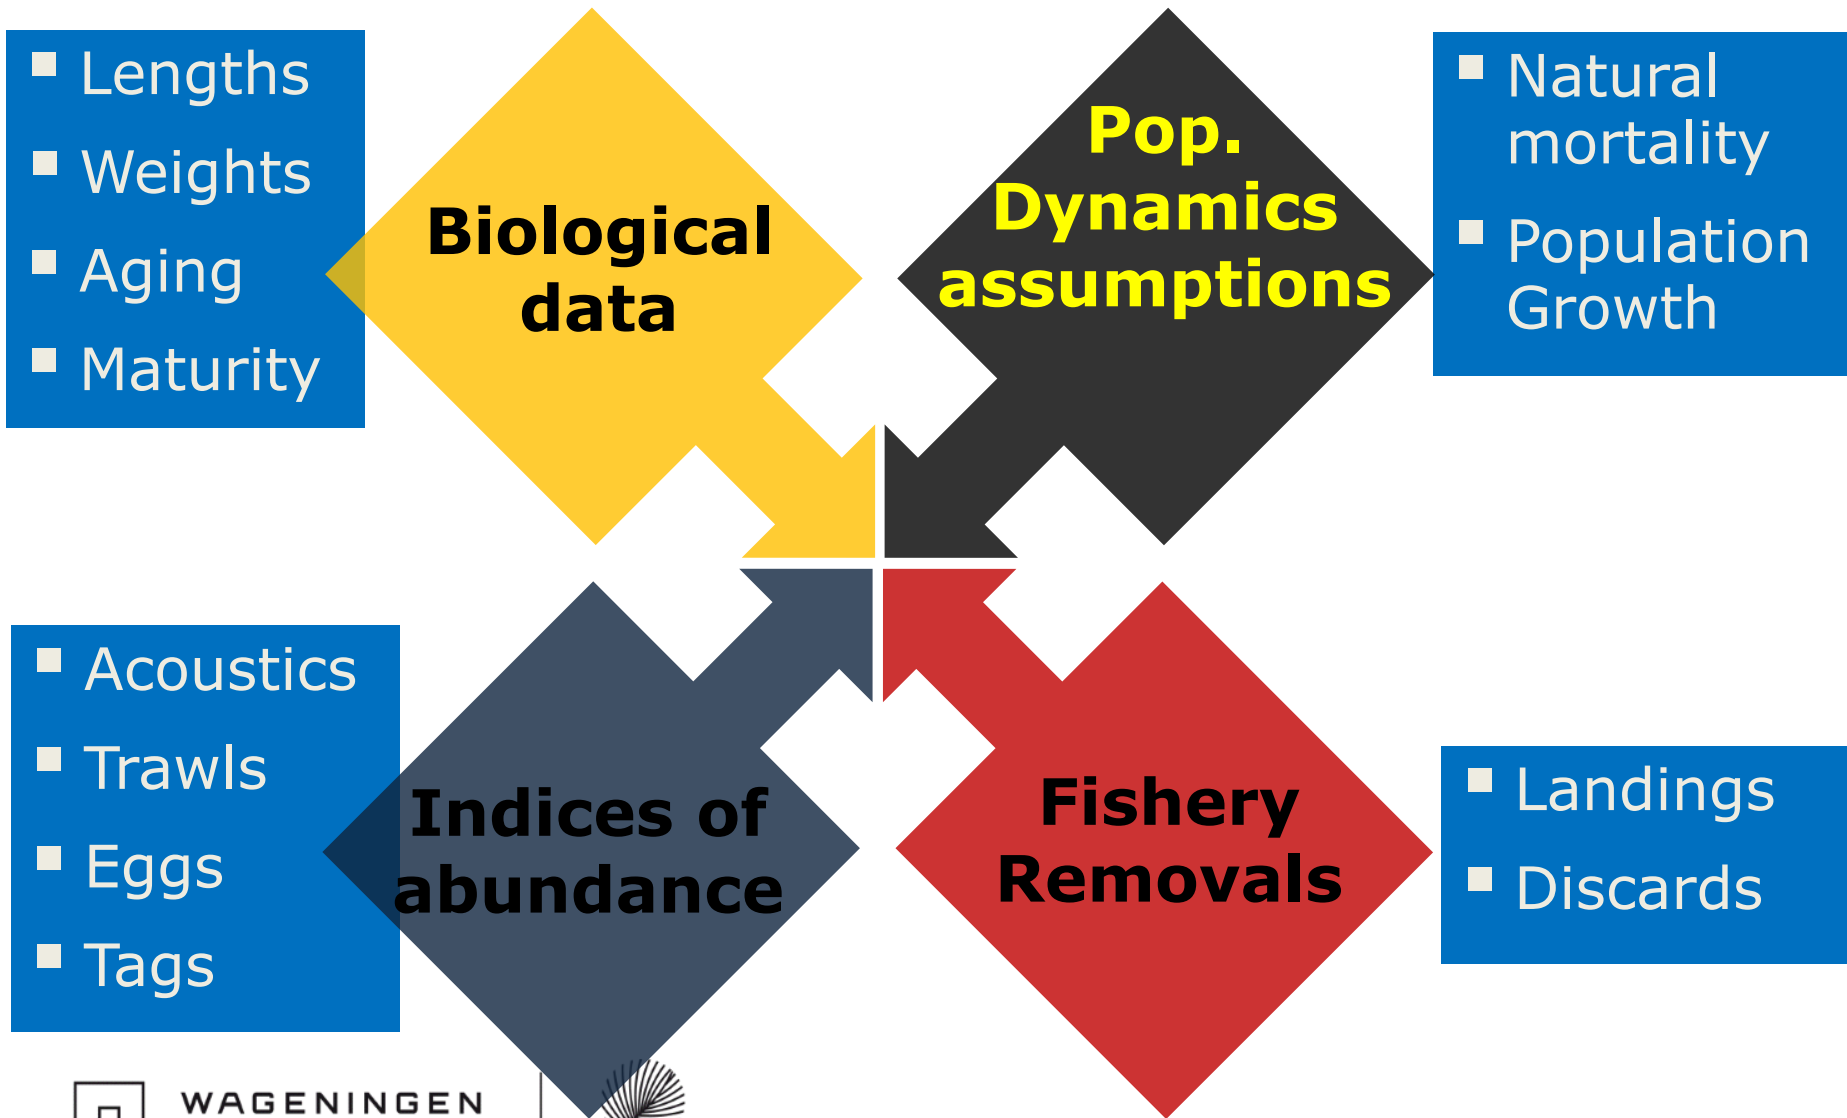 Lengths
Weights
Aging
Maturity
Biological
data
Pop.
Dynamics
assumptions
Natural
mortality
Population
Growth
Acoustics
Trawls
Eggs
Tags
Indices of
abundance
Fishery
Removals
Landings
Discards
WAGENINGEN